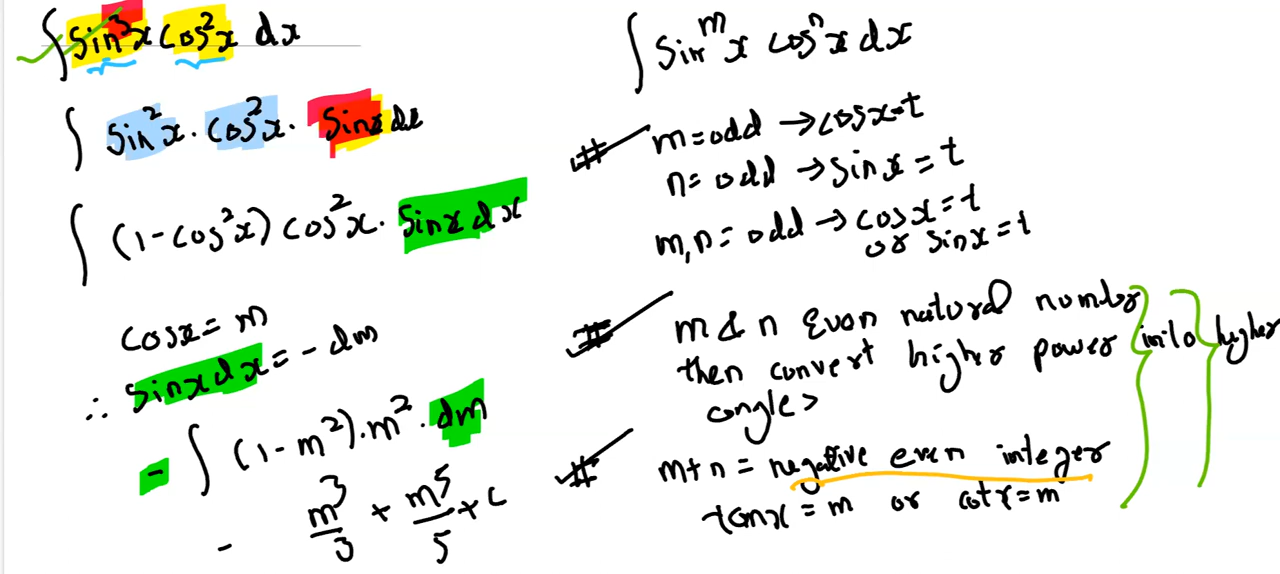 ∫ sin³x cos²x dx
∫ sin²x · cos²x · sinx dx
∫ (1-cos²x) cos²x · sinx dx
cosx = m
∴ sinx dx = - dm
- ∫ (1-m²)·m² · dm
- m³/3 + m⁵/5 + c
∫ sin^m x cos^n x dx
# m = odd → cosx = t
n = odd → sinx = t
m,n = odd → cosx = t
or sinx = t
# m & n Even natural number
then convert higher power into higher
angles
# m+n = negative even integer
tanx = m or cotx = m